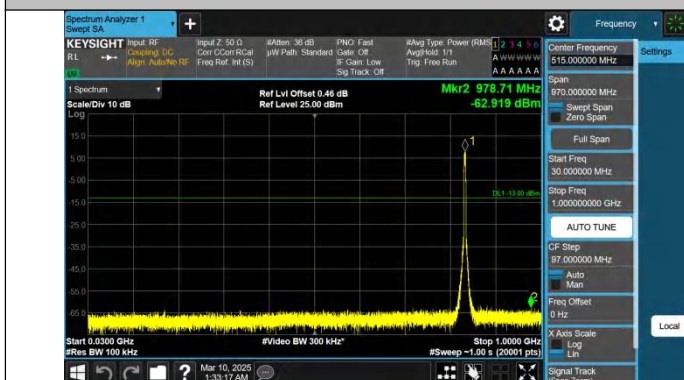 Spectrum Analyzer 1
Swept SA
Frequency
KEYSIGHT Input: RF Input Z: 50 Ω #Atten: 36 dB PNO: Fast #Avg Type: Power (RMS 1 2 3 4 5 6
RL Coupling: DC Corr CCorr RCal µW Path: Standard Gate: Off Avg|Hold: 1/1 A W W W W W
Align: Auto/No RF Freq Ref: Int (S) IF Gain: Low Trig: Free Run
Sig Track: Off A A A A A A
1 Spectrum
Scale/Div 10 dB
Ref Lvl Offset 0.46 dB
Ref Level 25.00 dBm
Mkr2 978.71 MHz
-62.919 dBm
Log
15.0
5.00
-5.00
-15.0
-25.0
-35.0
-45.0
-55.0
-65.0
1
DL1 -13.00 dBm
2
Start 0.0300 GHz #Video BW 300 kHz* Stop 1.0000 GHz
#Res BW 100 kHz #Sweep ~1.00 s (20001 pts)
Mar 10, 2025
1:33:17 AM
Center Frequency
515.000000 MHz
Span
970.000000 MHz
Swept Span
Zero Span
Full Span
Start Freq
30.000000 MHz
Stop Freq
1.000000000 GHz
AUTO TUNE
CF Step
97.000000 MHz
Auto
Man
Freq Offset
0 Hz
X Axis Scale
Log
Lin
Signal Track
Settings
Local